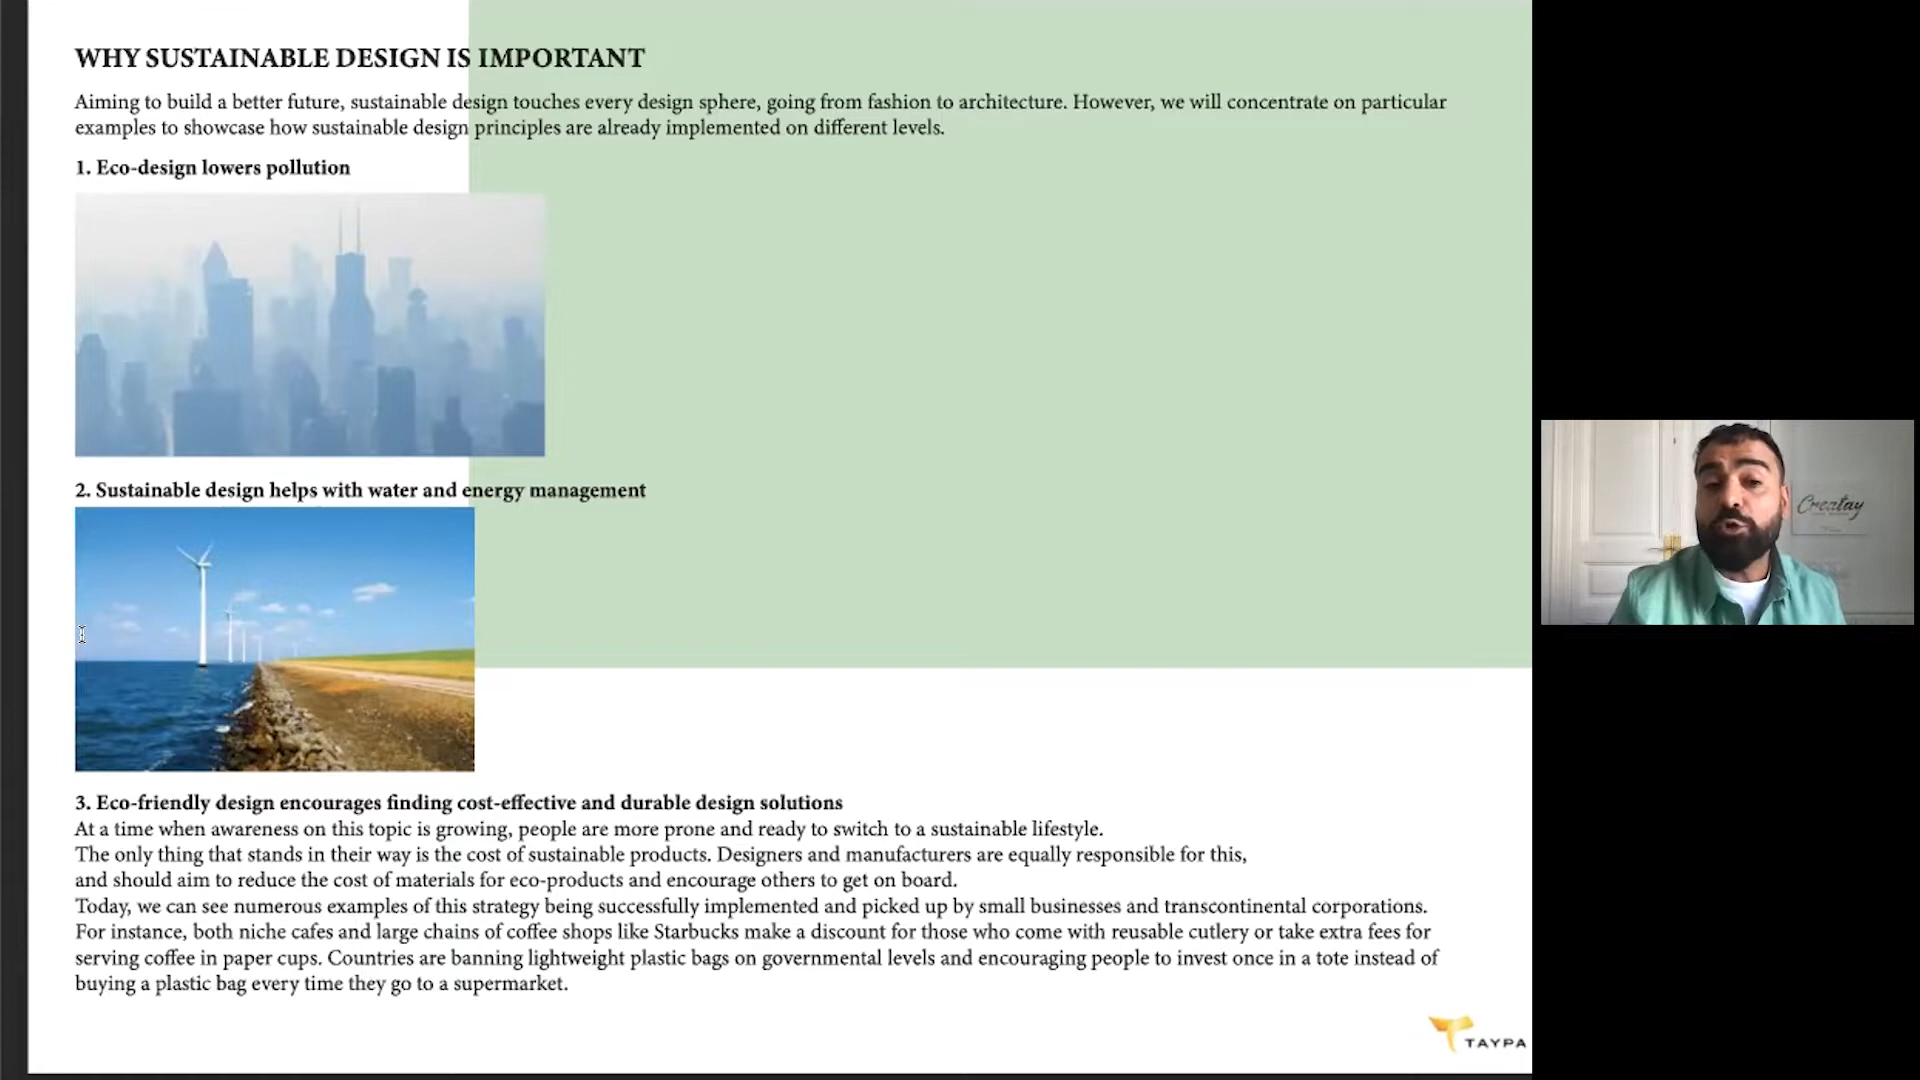 WHY SUSTAINABLE DESIGN IS IMPORTANT
Aiming to build a better future, sustainable design touches every design sphere, going from fashion to architecture. However, we will concentrate on particular
examples to showcase how sustainable design principles are already implemented on different levels.
1. Eco-design lowers pollution
2. Sustainable design helps with water and energy management
3. Eco-friendly design encourages finding cost-effective and durable design solutions
At a time when awareness on this topic is growing, people are more prone and ready to switch to a sustainable lifestyle.
The only thing that stands in their way is the cost of sustainable products. Designers and manufacturers are equally responsible for this,
and should aim to reduce the cost of materials for eco-products and encourage others to get on board.
Today, we can see numerous examples of this strategy being successfully implemented and picked up by small businesses and transcontinental corporations.
For instance, both niche cafes and large chains of coffee shops like Starbucks make a discount for those who come with reusable cutlery or take extra fees for
serving coffee in paper cups. Countries are banning lightweight plastic bags on governmental levels and encouraging people to invest once in a tote instead of
buying a plastic bag every time they go to a supermarket.
TAYPA
Creatay